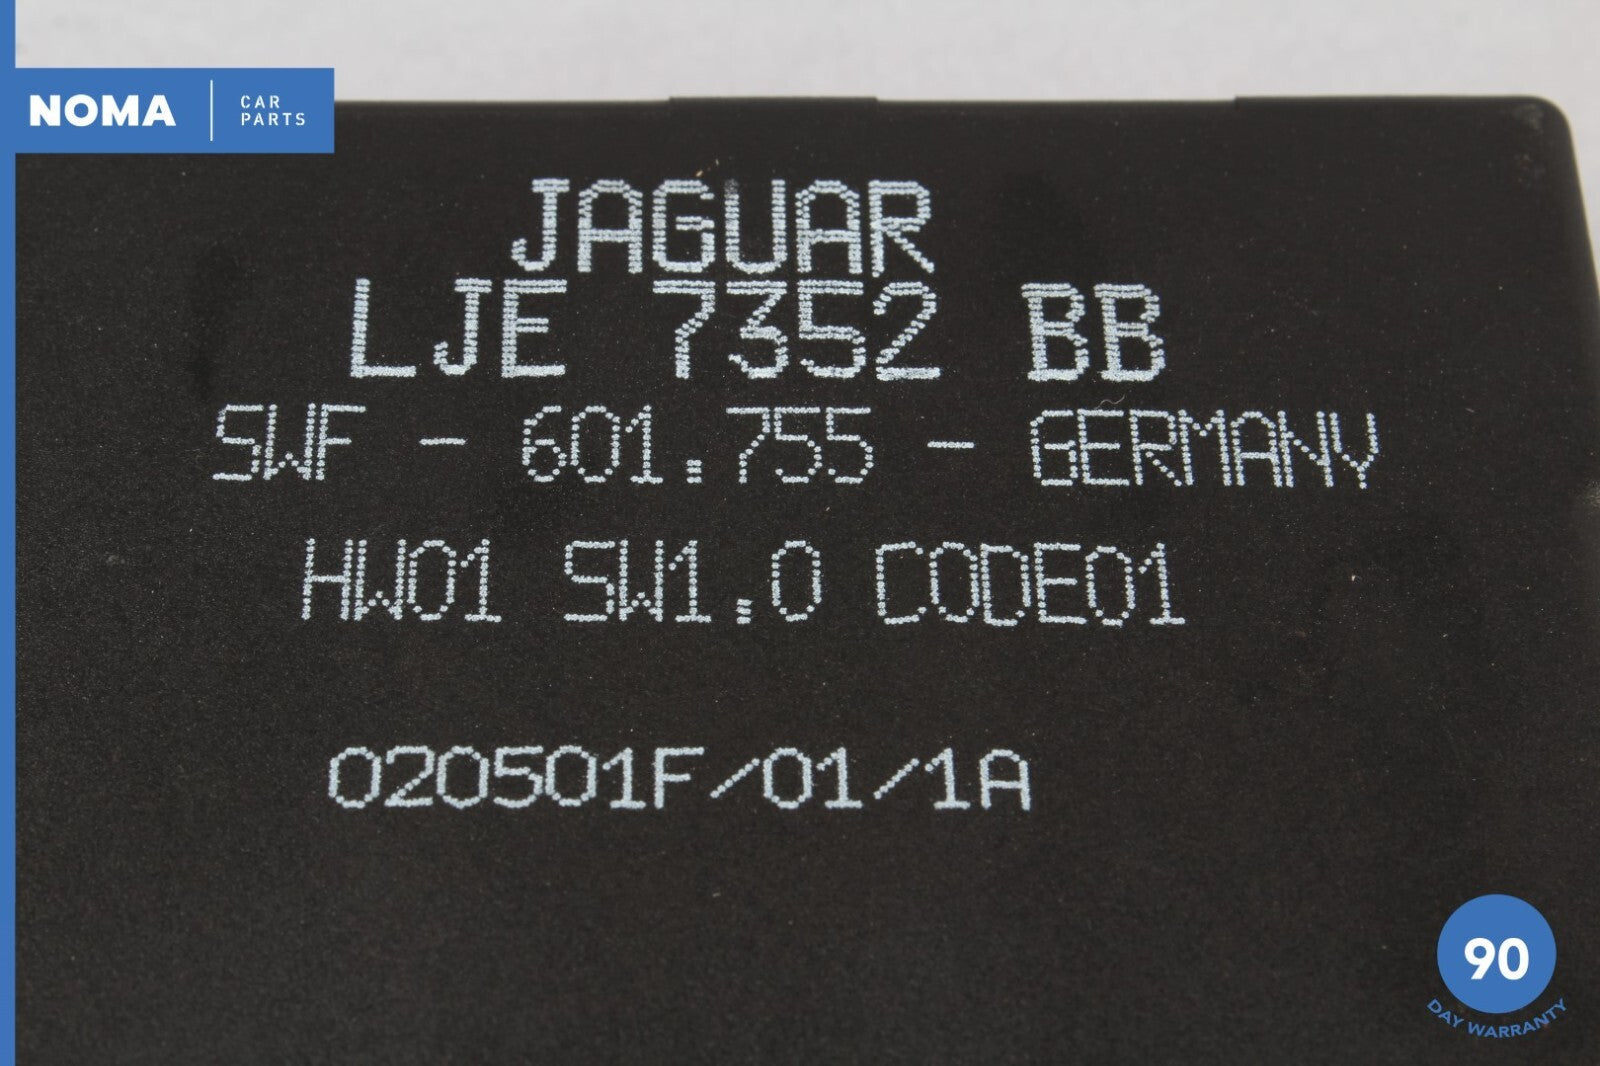 NOMA
CAR
PARTS
JAGUAR
LJE 7352 BB
SWF - 601.755 - GERMANY
HW01 SW1.0 CODE01
020501F/01/1A
90
DAY WARRANTY